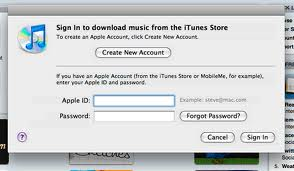 Sign In to download music from the iTunes Store
To create an Apple Account, click Create New Account.
Create New Account
If you have an Apple Account (from the iTunes Store or MobileMe, for example),
enter your Apple ID and password.
Apple ID:
Example: steve@mac.com
Password:
Forgot Password?
?
Cancel
Sign In